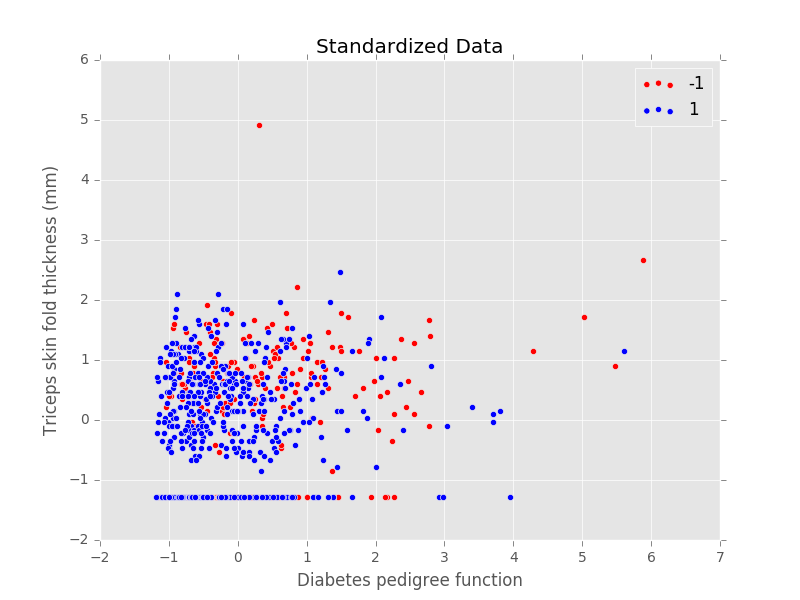 Standardized Data
-1
1
6
5
4
3
2
1
0
−1
−2
Triceps skin fold thickness (mm)
−2 −1 0 1 2 3 4 5 6 7
Diabetes pedigree function